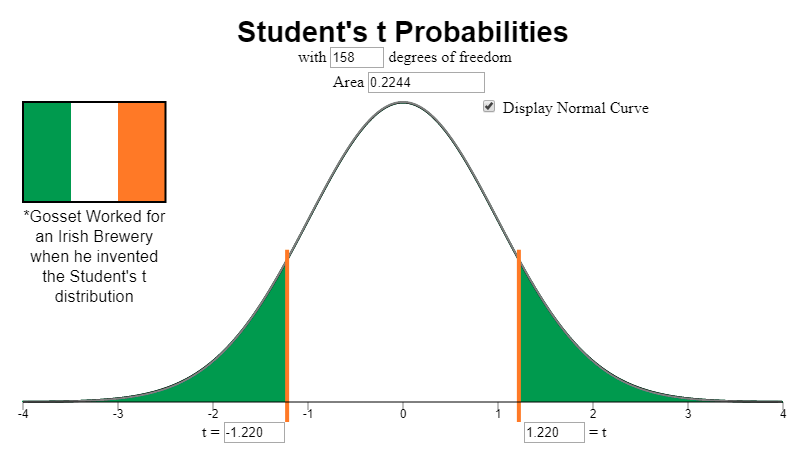 Student's t Probabilities
with 158 degrees of freedom
Area 0.2244
Display Normal Curve
*Gosset Worked for
an Irish Brewery
when he invented
the Student's t
distribution
-4 -3 -2 -1 0 1 2 3 4
t = -1.220 1.220 = t